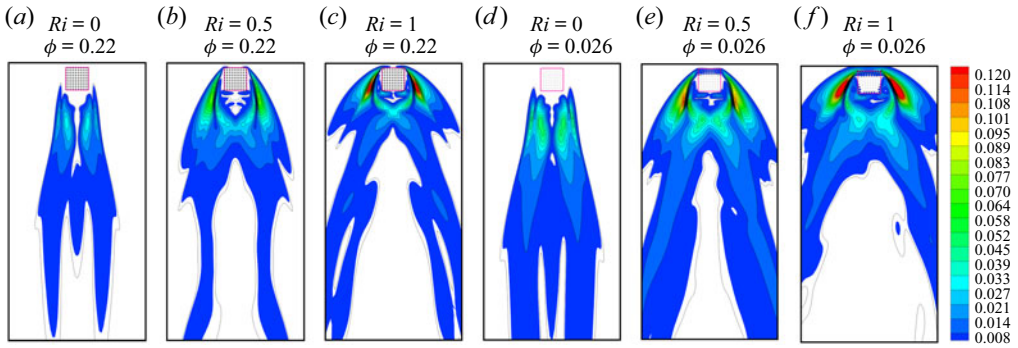 (a) Ri = 0
ϕ = 0.22
(b) Ri = 0.5
ϕ = 0.22
(c) Ri = 1
ϕ = 0.22
(d) Ri = 0
ϕ = 0.026
(e) Ri = 0.5
ϕ = 0.026
(f) Ri = 1
ϕ = 0.026
0.120
0.114
0.108
0.101
0.095
0.089
0.083
0.077
0.070
0.064
0.058
0.052
0.045
0.039
0.033
0.027
0.021
0.014
0.008